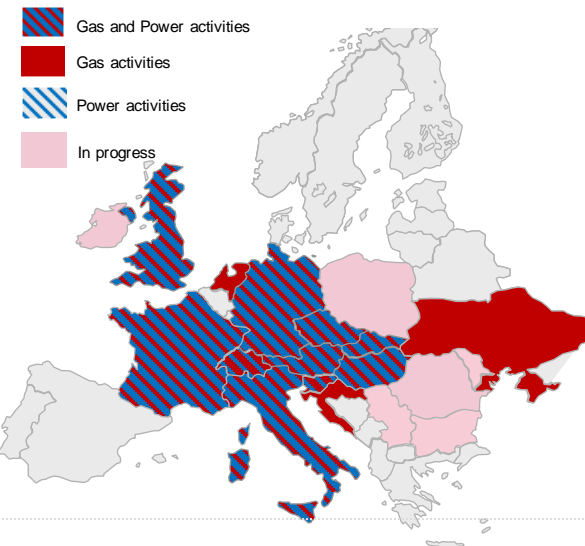 Gas and Power activities
Gas activities
Power activities
In progress